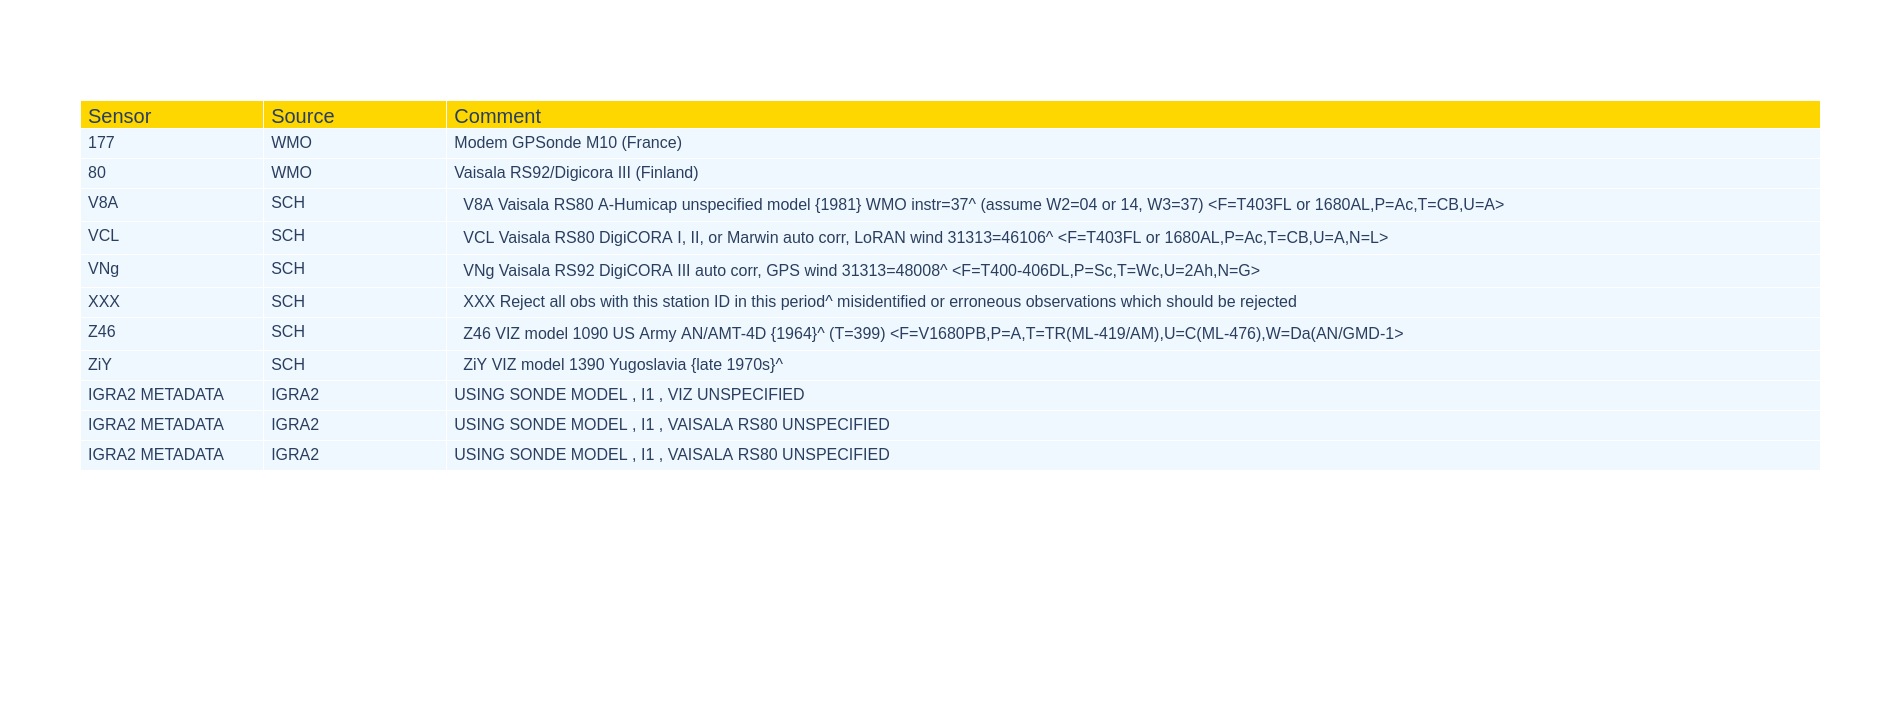 Sensor Source Comment
177 WMO Modem GPSonde M10 (France)
80 WMO Vaisala RS92/Digicora III (Finland)
V8A SCH V8A Vaisala RS80 A-Humicap unspecified model {1981} WMO instr=37^ (assume W2=04 or 14, W3=37) <F=T403FL or 1680AL,P=Ac,T=CB,U=A>
VCL SCH VCL Vaisala RS80 DigiCORA I, II, or Marwin auto corr, LoRAN wind 31313=46106^ <F=T403FL or 1680AL,P=Ac,T=CB,U=A,N=L>
VNg SCH VNg Vaisala RS92 DigiCORA III auto corr, GPS wind 31313=48008^ <F=T400-406DL,P=Sc,T=Wc,U=2Ah,N=G>
XXX SCH XXX Reject all obs with this station ID in this period^ misidentified or erroneous observations which should be rejected
Z46 SCH Z46 VIZ model 1090 US Army AN/AMT-4D {1964}^ (T=399) <F=V1680PB,P=A,T=TR(ML-419/AM),U=C(ML-476),W=Da(AN/GMD-1>
ZiY SCH ZiY VIZ model 1390 Yugoslavia {late 1970s}^
IGRA2 METADATA IGRA2 USING SONDE MODEL , I1 , VIZ UNSPECIFIED
IGRA2 METADATA IGRA2 USING SONDE MODEL , I1 , VAISALA RS80 UNSPECIFIED
IGRA2 METADATA IGRA2 USING SONDE MODEL , I1 , VAISALA RS80 UNSPECIFIED